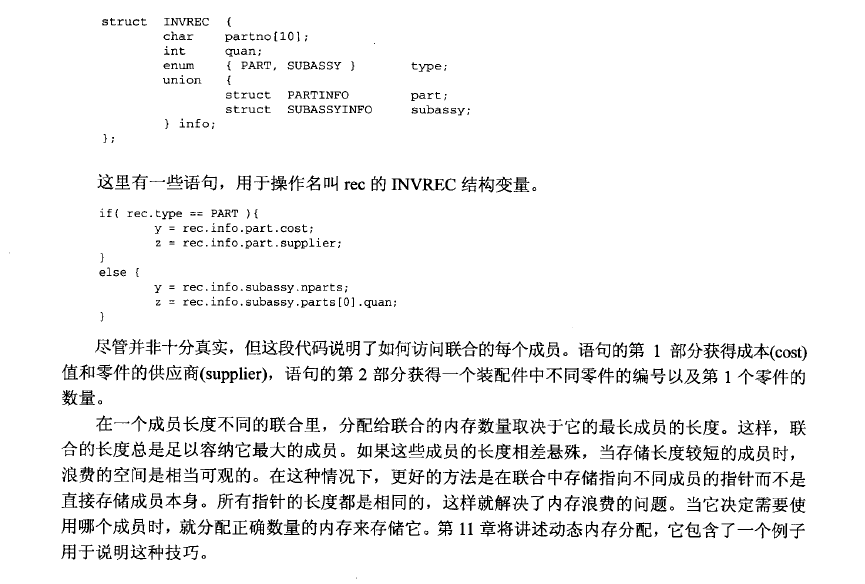 struct INVREC {
char partno[10];
int quan;
enum { PART, SUBASSY } type;
union {
struct PARTINFO part;
struct SUBASSYINFO subassy;
} info;
};
这里有一些语句，用于操作名叫 rec 的 INVREC 结构变量。
if( rec.type == PART ){
y = rec.info.part.cost;
z = rec.info.part.supplier;
}
else {
y = rec.info.subassy.nparts;
z = rec.info.subassy.parts[0].quan;
}
尽管并非十分真实，但这段代码说明了如何访问联合的每个成员。语句的第 1 部分获得成本(cost)
值和零件的供应商(supplier)，语句的第 2 部分获得一个装配件中不同零件的编号以及第 1 个零件的
数量。
在一个成员长度不同的联合里，分配给联合的内存数量取决于它的最长成员的长度。这样，联
合的长度总是足以容纳它最大的成员。如果这些成员的长度相差悬殊，当存储长度较短的成员时，
浪费的空间是相当可观的。在这种情况下，更好的方法是在联合中存储指向不同成员的指针而不是
直接存储成员本身。所有指针的长度都是相同的，这样就解决了内存浪费的问题。当它决定需要使
用哪个成员时，就分配正确数量的内存来存储它。第 11 章将讲述动态内存分配，它包含了一个例子
用于说明这种技巧。